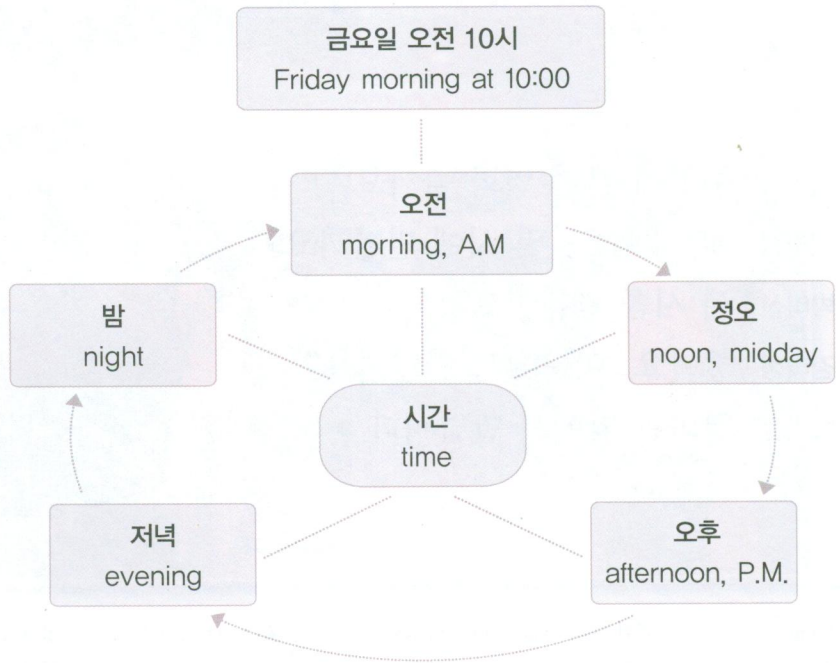 금요일 오전 10시
Friday morning at 10:00
오전
morning, A.M
밤
night
정오
noon, midday
시간
time
저녁
evening
오후
afternoon, P.M.